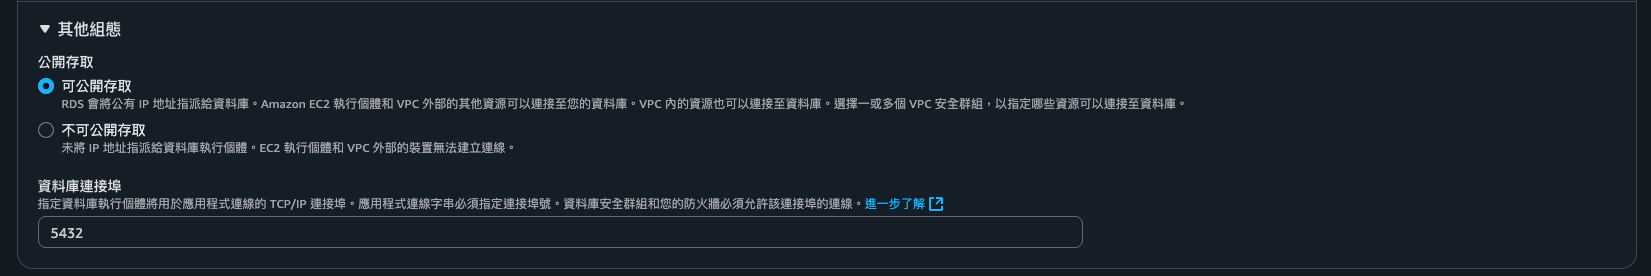 其他組態
公開存取
可公開存取
RDS 會將公有 IP 地址指派給資料庫。Amazon EC2 執行個體和 VPC 外部的其他資源可以連接至您的資料庫。VPC 內的資源也可以連接至資料庫。選擇一或多個 VPC 安全群組，以指定哪些資源可以連接至資料庫。
不可公開存取
未將 IP 地址指派給資料庫執行個體。EC2 執行個體和 VPC 外部的裝置無法建立連線。
資料庫連接埠
指定資料庫執行個體將用於應用程式連線的 TCP/IP 連接埠。應用程式連線字串必須指定連接埠號。資料庫安全群組和您的防火牆必須允許該連接埠的連線。進一步了解
5432